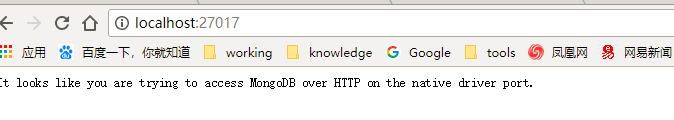 localhost:27017
应用 百度一下，你就知道 working knowledge Google tools 凤凰网 网易新闻
It looks like you are trying to access MongoDB over HTTP on the native driver port.